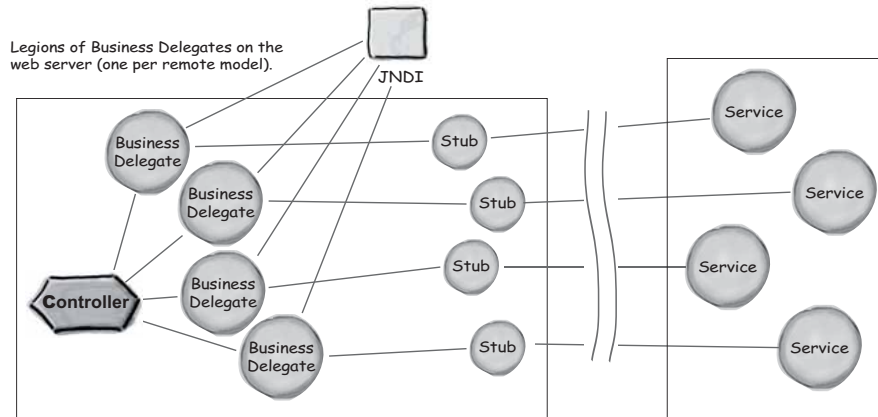 Legions of Business Delegates on the
web server (one per remote model).
JNDI
Business
Delegate
Stub
Service
Business
Delegate
Stub
Service
Business
Delegate
Stub
Service
Controller
Business
Delegate
Stub
Service